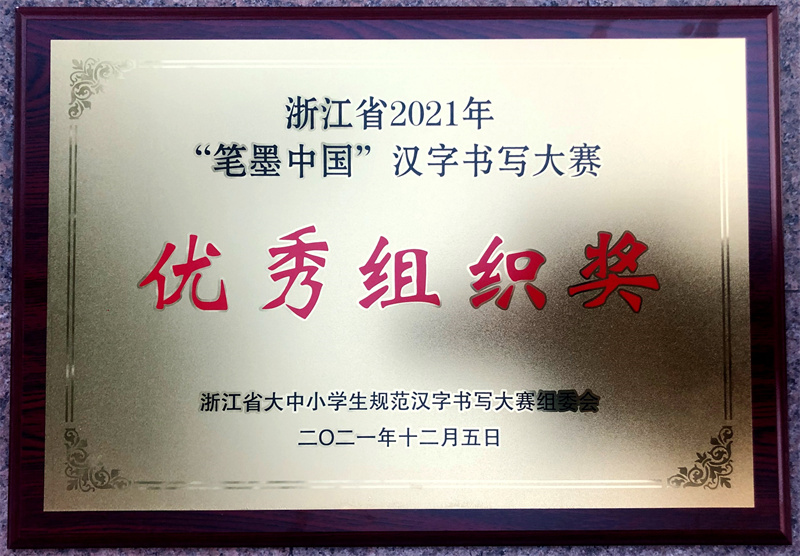 浙江省2021年
“笔墨中国”汉字书写大赛
优秀组织奖
浙江省大中小学生规范汉字书写大赛组委会
二〇二一年十二月五日